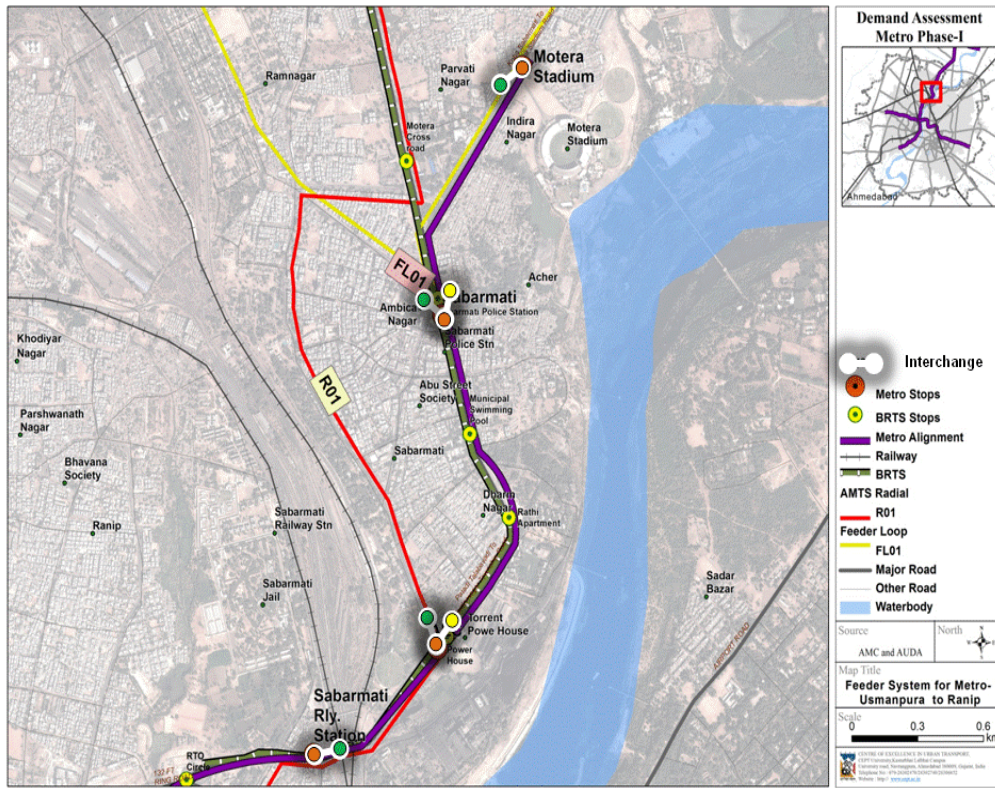 Ramnagar
Parvati
Nagar
Motera
Stadium
Motera
Cross
road
Indira
Nagar
Motera
Stadium
FL01
Ambica
Nagar
Acher
Sabarmati
Police Stn
Khodiyar
Nagar
R01
Abu Street
Society
Municipal
Swimming
Pool
Parshwanath
Nagar
Bhavana
Society
Sabarmati
Nagar
Rathi
Apartment
Ranip
Sabarmati
Railway Stn
Sabarmati
Jail
Sadar
Bazar
Torrent
Powe House
Power
House
AIRPORT ROAD
Sabarmati
Rly.
Station
RTO
Circle
Demand Assessment
Metro Phase-I
Ahmedabad
Interchange
Metro Stops
BRTS Stops
Metro Alignment
Railway
BRTS
AMTS Radial
R01
Feeder Loop
FL01
Major Road
Other Road
Waterbody
Source
AMC and AUDA
North
Map Title
Feeder System for Metro-
Usmanpura to Ranip
Scale
0 0.3 0.6
km
CENTRE OF EXCELLENCE IN URBAN TRANSPORT,